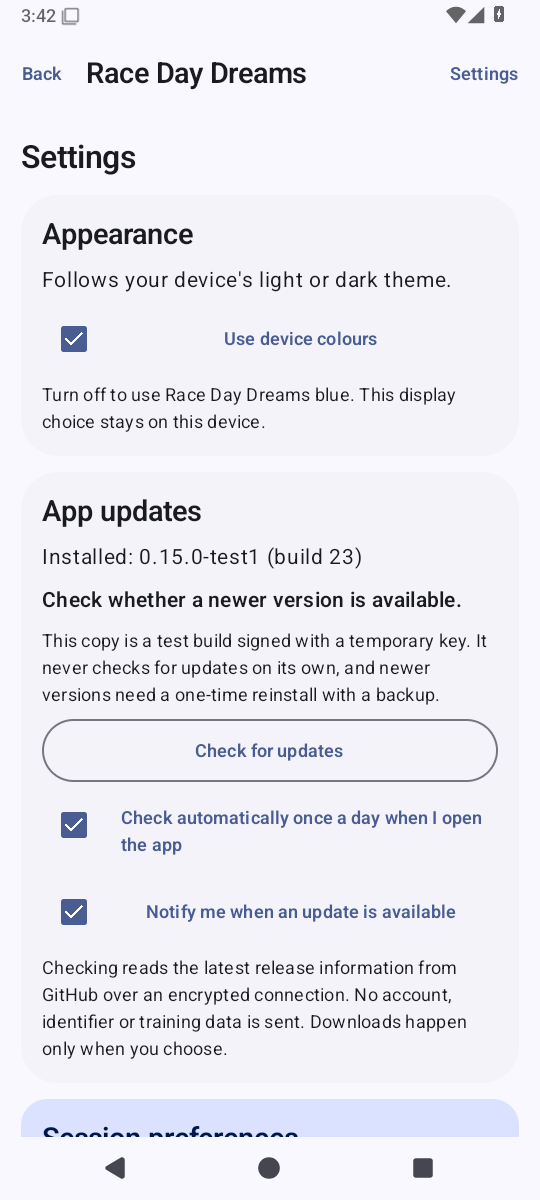 3:42
Back Race Day Dreams Settings
Settings
Appearance
Follows your device's light or dark theme.
Use device colours
Turn off to use Race Day Dreams blue. This display
choice stays on this device.
App updates
Installed: 0.15.0-test1 (build 23)
Check whether a newer version is available.
This copy is a test build signed with a temporary key. It
never checks for updates on its own, and newer
versions need a one-time reinstall with a backup.
Check for updates
Check automatically once a day when I open
the app
Notify me when an update is available
Checking reads the latest release information from
GitHub over an encrypted connection. No account,
identifier or training data is sent. Downloads happen
only when you choose.
Session preferences